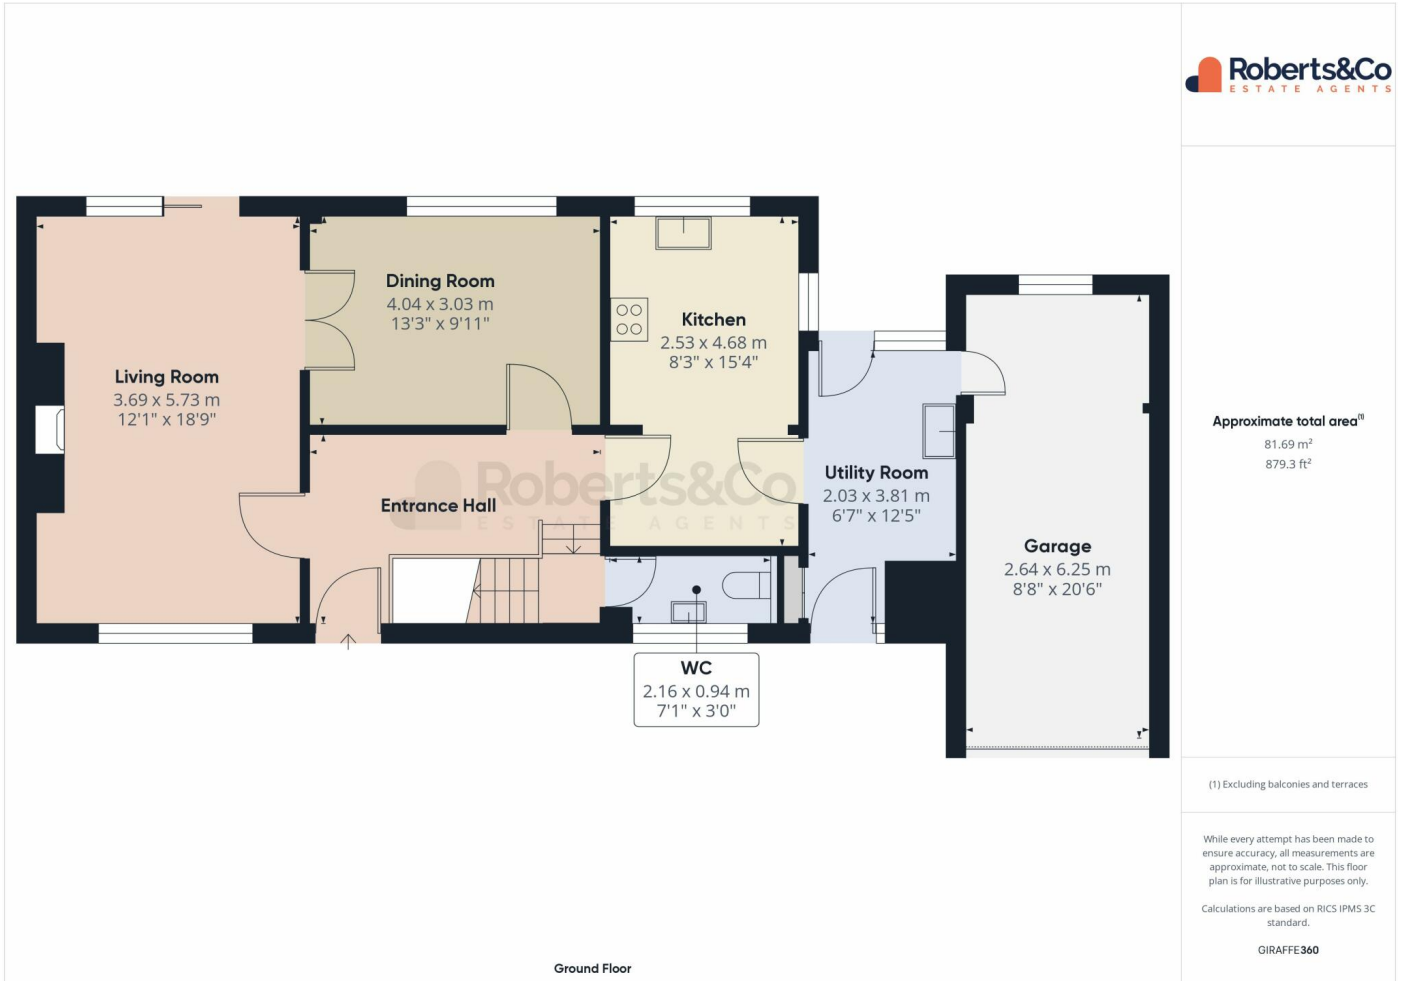 Roberts&Co
ESTATE AGENTS
Dining Room
4.04 x 3.03 m
13'3" x 9'11"
Kitchen
2.53 x 4.68 m
8'3" x 15'4"
Living Room
3.69 x 5.73 m
12'1" x 18'9"
Approximate total area(1)
81.69 m²
879.3 ft²
Utility Room
2.03 x 3.81 m
6'7" x 12'5"
Roberts&Co
ESTATE AGENTS
Entrance Hall
Garage
2.64 x 6.25 m
8'8" x 20'6"
WC
2.16 x 0.94 m
7'1" x 3'0"
(1) Excluding balconies and terraces
While every attempt has been made to
ensure accuracy, all measurements are
approximate, not to scale. This floor
plan is for illustrative purposes only.
Calculations are based on RICS IPMS 3C
standard.
GIRAFFE360
Ground Floor